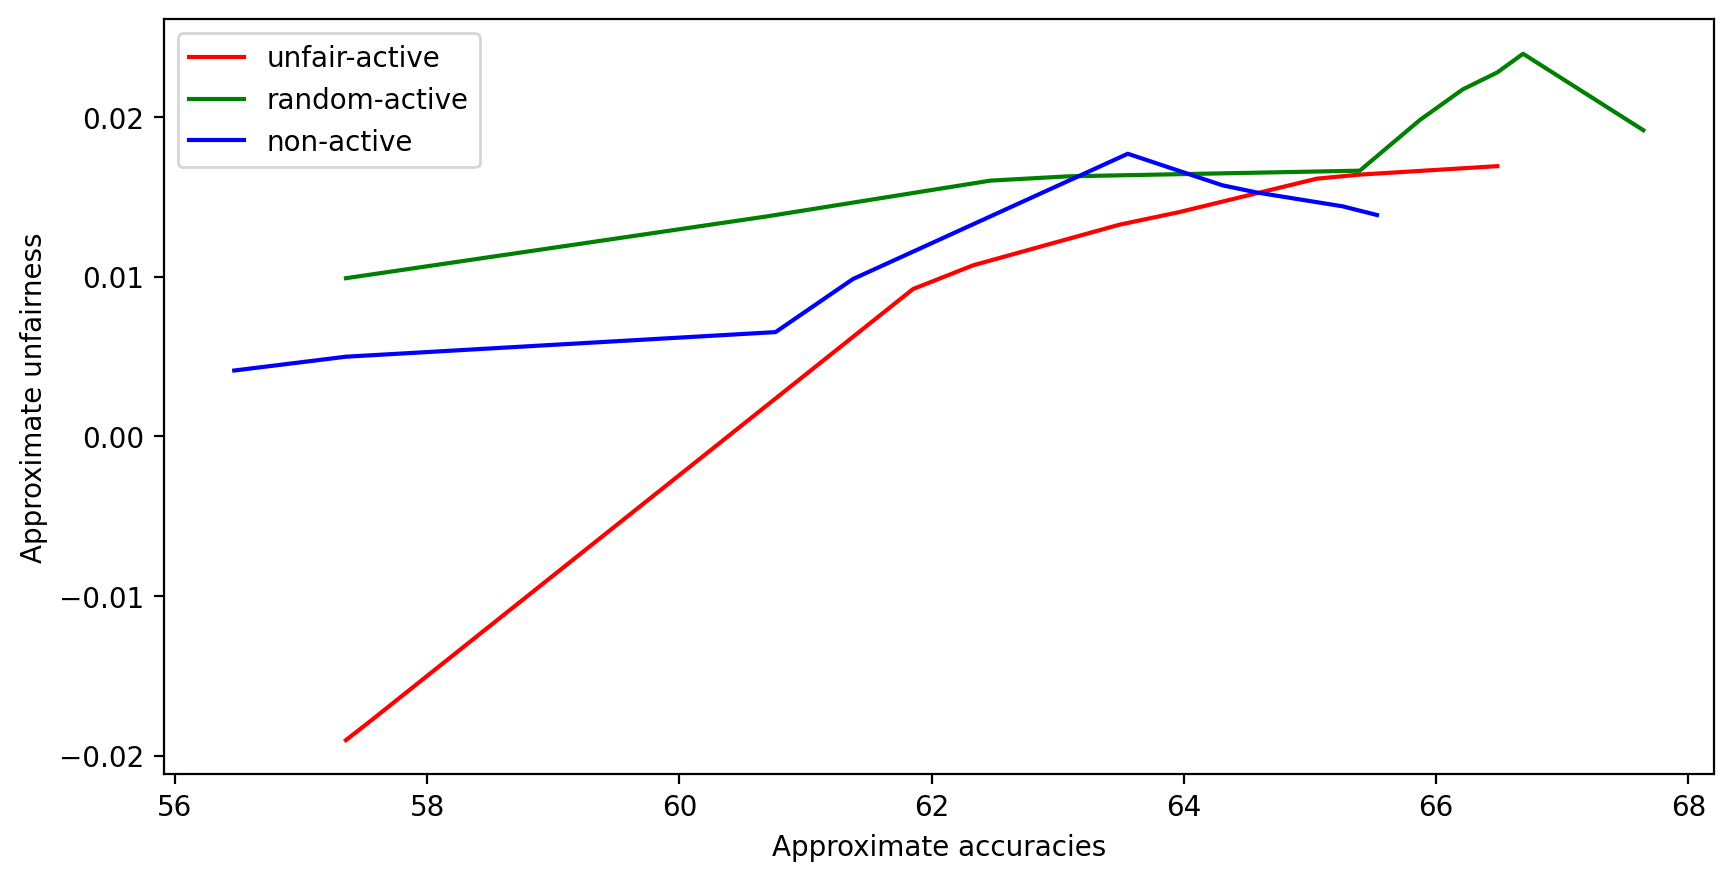 unfair-active
random-active
non-active
0.02
0.01
0.00
−0.01
−0.02
Approximate unfairness
56 58 60 62 64 66 68
Approximate accuracies